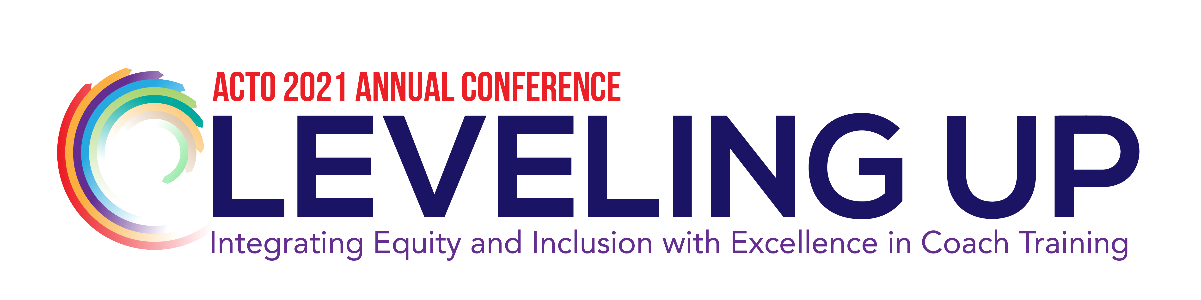 ACTO 2021 ANNUAL CONFERENCE
LEVELING UP
Integrating Equity and Inclusion with Excellence in Coach Training